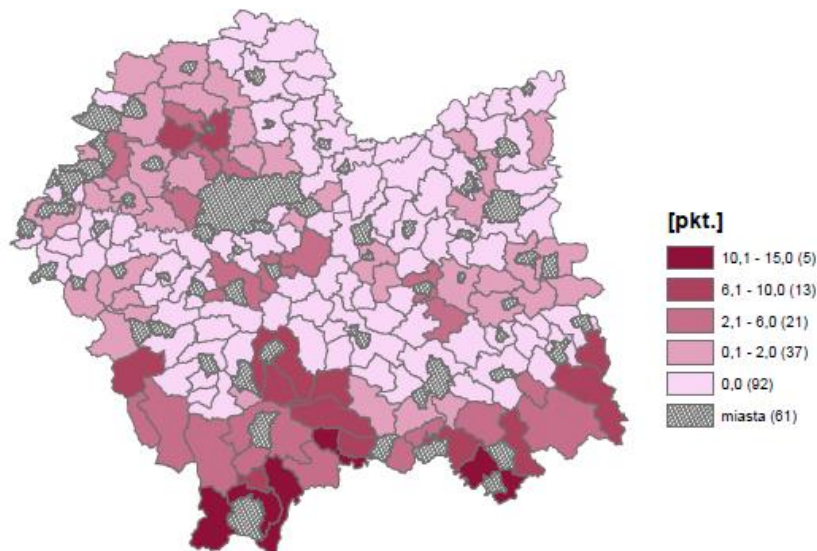 [pkt.]
10,1 - 15,0 (5)
6,1 - 10,0 (13)
2,1 - 6,0 (21)
0,1 - 2,0 (37)
0,0 (92)
miasta (61)